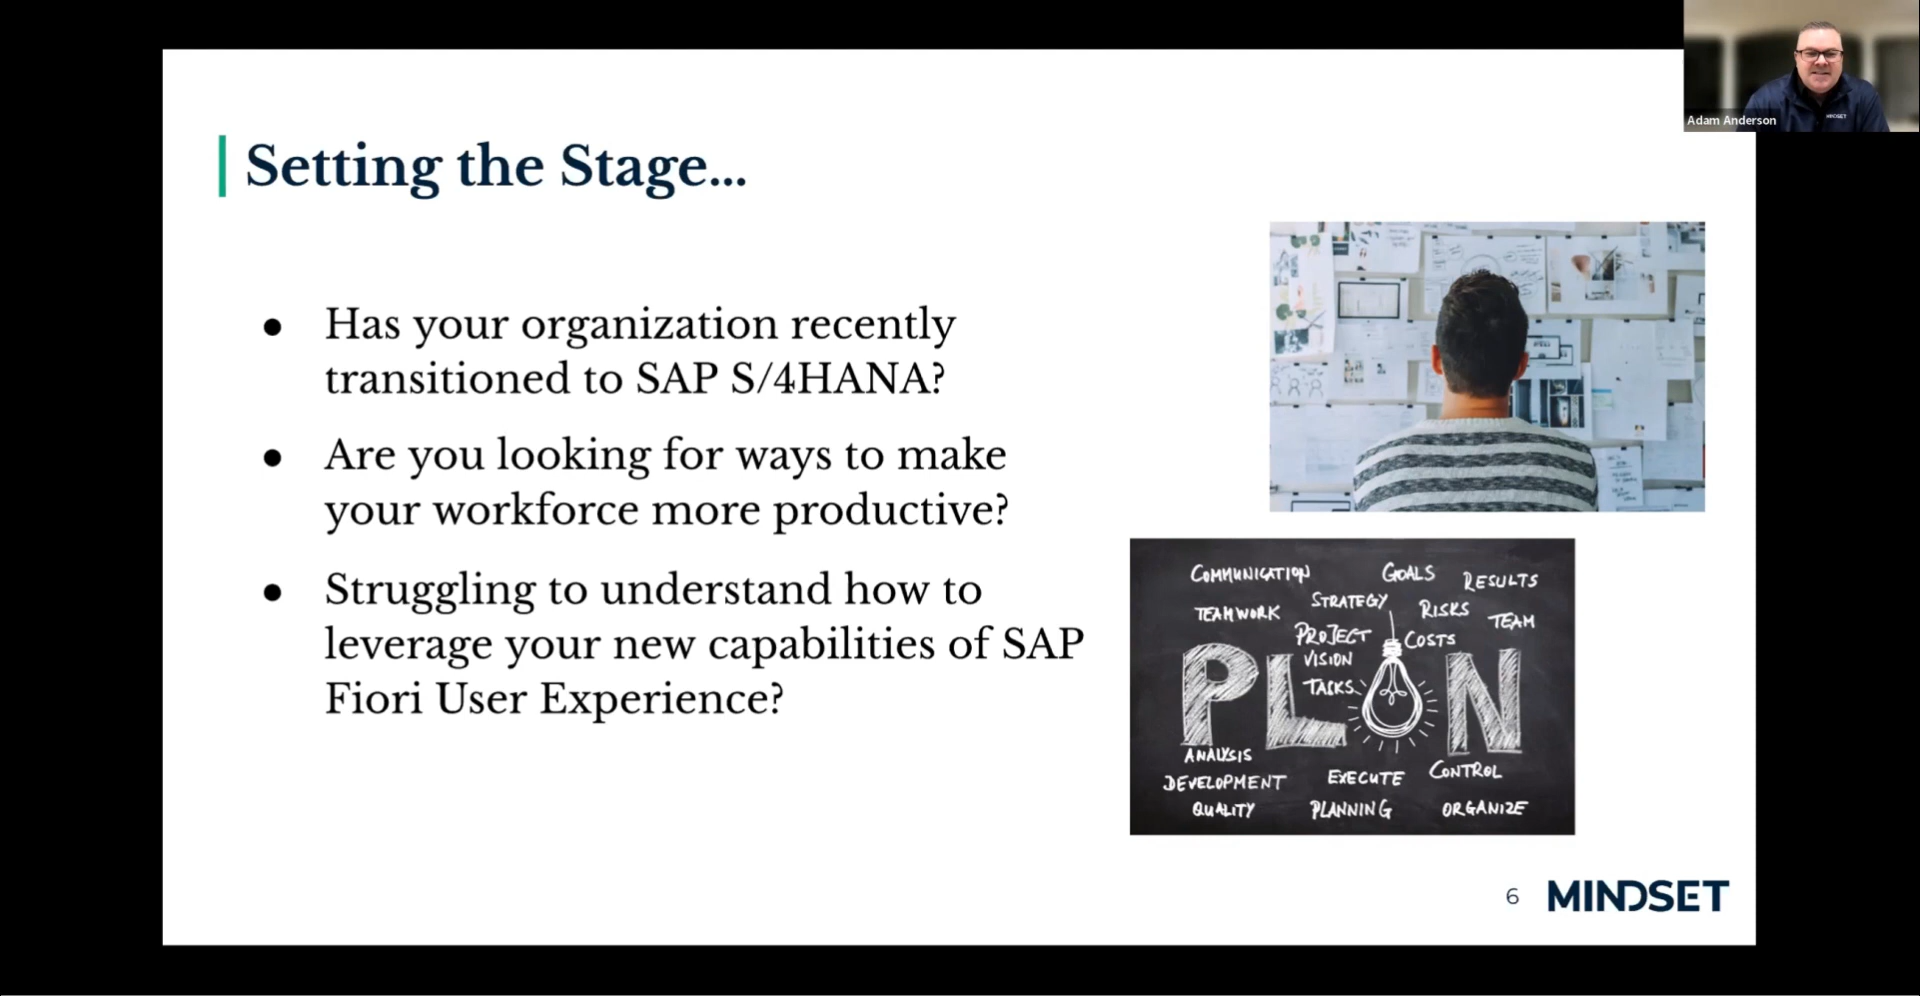 Adam Anderson
MINDSET
Setting the Stage...
● Has your organization recently
transitioned to SAP S/4HANA?
● Are you looking for ways to make
your workforce more productive?
● Struggling to understand how to
leverage your new capabilities of SAP
Fiori User Experience?
COMMUNICATION
GOALS
RESULTS
TEAMWORK
STRATEGY
RISKS
TEAM
PROJECT
COSTS
VISION
TASKS
PL N
ANALYSIS
DEVELOPMENT
EXECUTE
CONTROL
QUALITY
PLANNING
ORGANIZE
6
MINDSET